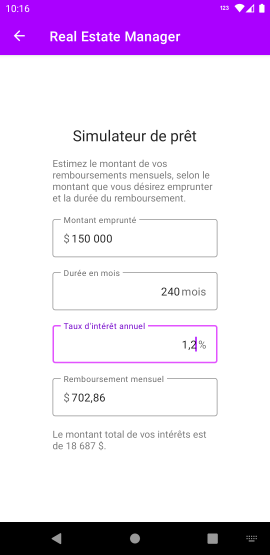 10:16
123
Real Estate Manager
Simulateur de prêt
Estimez le montant de vos
remboursements mensuels, selon le
montant que vous désirez emprunter
et la durée du remboursement.
Montant emprunté
$ 150 000
Durée en mois
240 mois
Taux d'intérêt annuel
1,2 %
Remboursement mensuel
$ 702,86
Le montant total de vos intérêts est
de 18 687 $.